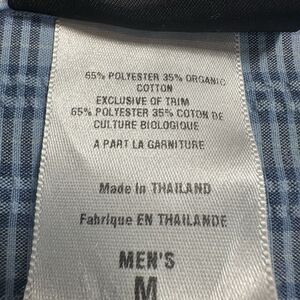 65% POLYESTER 35% ORGANIC
COTTON
EXCLUSIVE OF TRIM
65% POLYESTER 35% COTON DE
CULTURE BIOLOGIQUE
A PART LA GARNITURE
Made in THAILAND
Fabrique EN THAILANDE
MEN'S
M